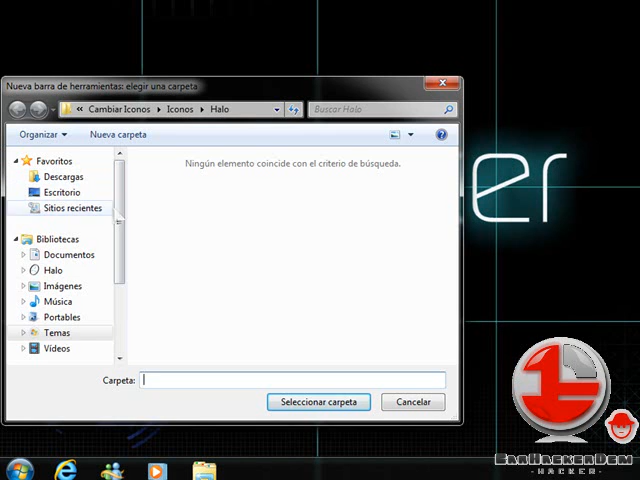 Nueva barra de herramientas: elegir una carpeta
« Cambiar Iconos Iconos Halo
Buscar Halo
Organizar
Nueva carpeta
Ningún elemento coincide con el criterio de búsqueda.
Favoritos
Descargas
Escritorio
Sitios recientes
Bibliotecas
Documentos
Halo
Imágenes
Música
Portables
Temas
Vídeos
Carpeta:
Seleccionar carpeta
Cancelar
er
EarHackerDem
-HACKER-